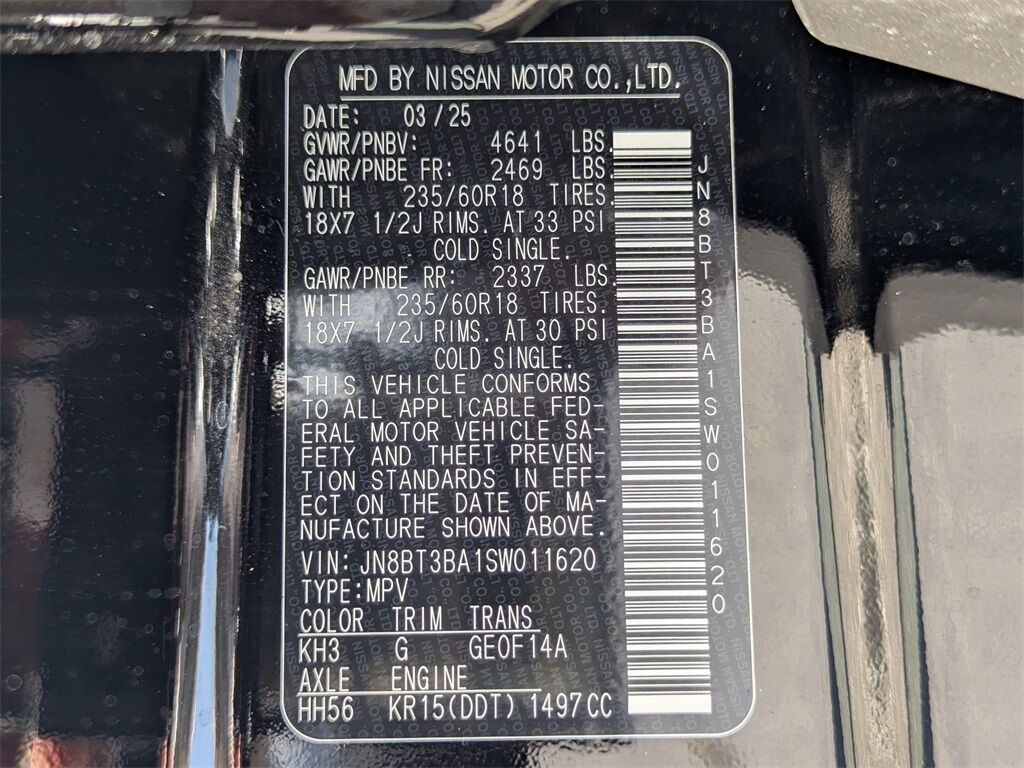 MFD BY NISSAN MOTOR CO.,LTD.
DATE: 03/25
GVWR/PNBV: 4641 LBS.
GAWR/PNBE FR: 2469 LBS.
WITH 235/60R18 TIRES.
18X7 1/2J RIMS. AT 33 PSI
COLD SINGLE.
GAWR/PNBE RR: 2337 LBS.
WITH 235/60R18 TIRES.
18X7 1/2J RIMS. AT 30 PSI
COLD SINGLE.
THIS VEHICLE CONFORMS
TO ALL APPLICABLE FED-
ERAL MOTOR VEHICLE SA-
FETY AND THEFT PREVEN-
TION STANDARDS IN EFF-
ECT ON THE DATE OF MA-
NUFACTURE SHOWN ABOVE.
VIN: JN8BT3BA1SW011620
TYPE:MPV
COLOR TRIM TRANS
KH3 G GE0F14A
AXLE ENGINE
HH56 KR15(DDT) 1497CC
JN8BT3BA1SW011620